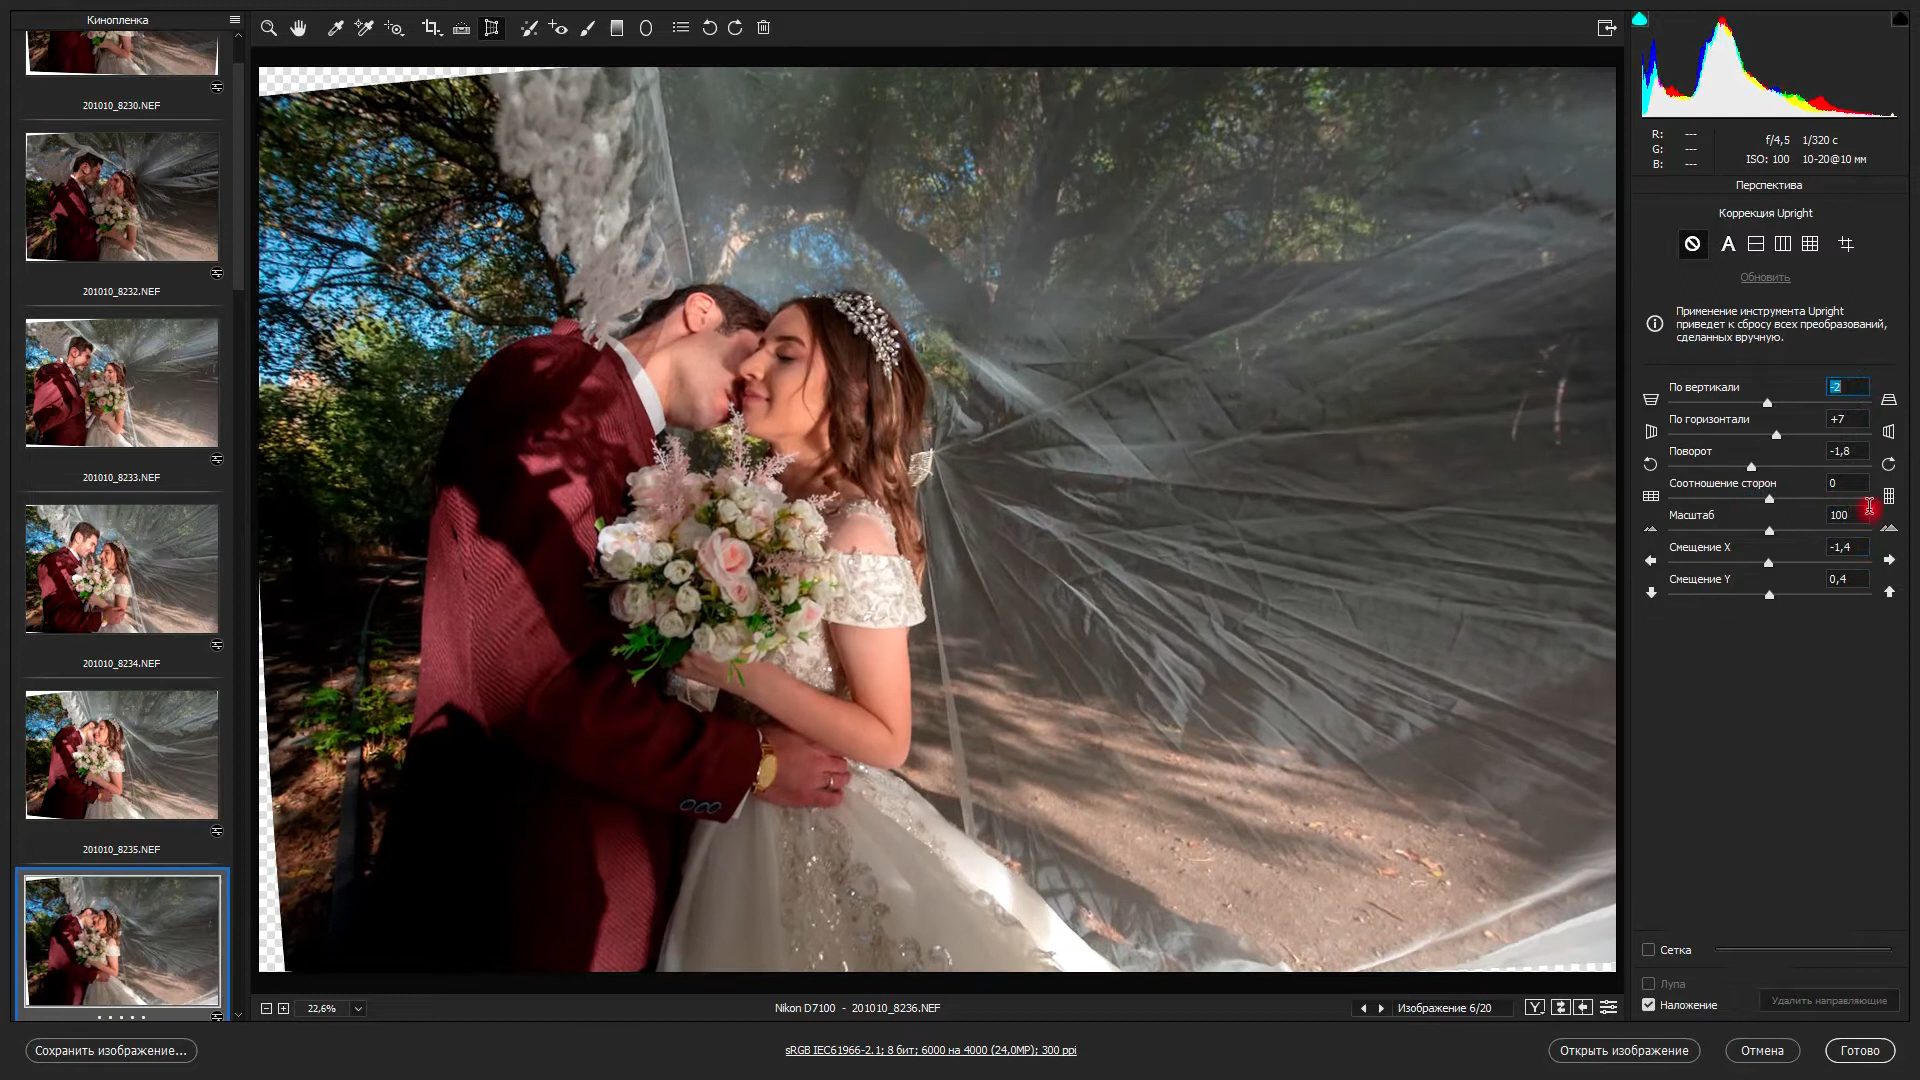 Кинопленка
201010_8230.NEF
201010_8232.NEF
201010_8233.NEF
201010_8234.NEF
201010_8235.NEF
Сохранить изображение...
22,6%
Nikon D7100 - 201010_8236.NEF
Изображение 6/20
Y
sRGB IEC61966-2.1; 8 бит; 6000 на 4000 (24,0MP); 300 ppi
R: ---
G: ---
B: ---
f/4,5 1/320 с
ISO: 100 10-20@10 мм
Перспектива
Коррекция Upright
A
Обновить
Применение инструмента Upright
приведет к сбросу всех преобразований,
сделанных вручную.
По вертикали -2
По горизонтали +7
Поворот -1,8
Соотношение сторон 0
Масштаб 100
Смещение X -1,4
Смещение Y 0,4
Сетка
Лупа
Наложение
Удалить направляющие
Открыть изображение
Отмена
Готово